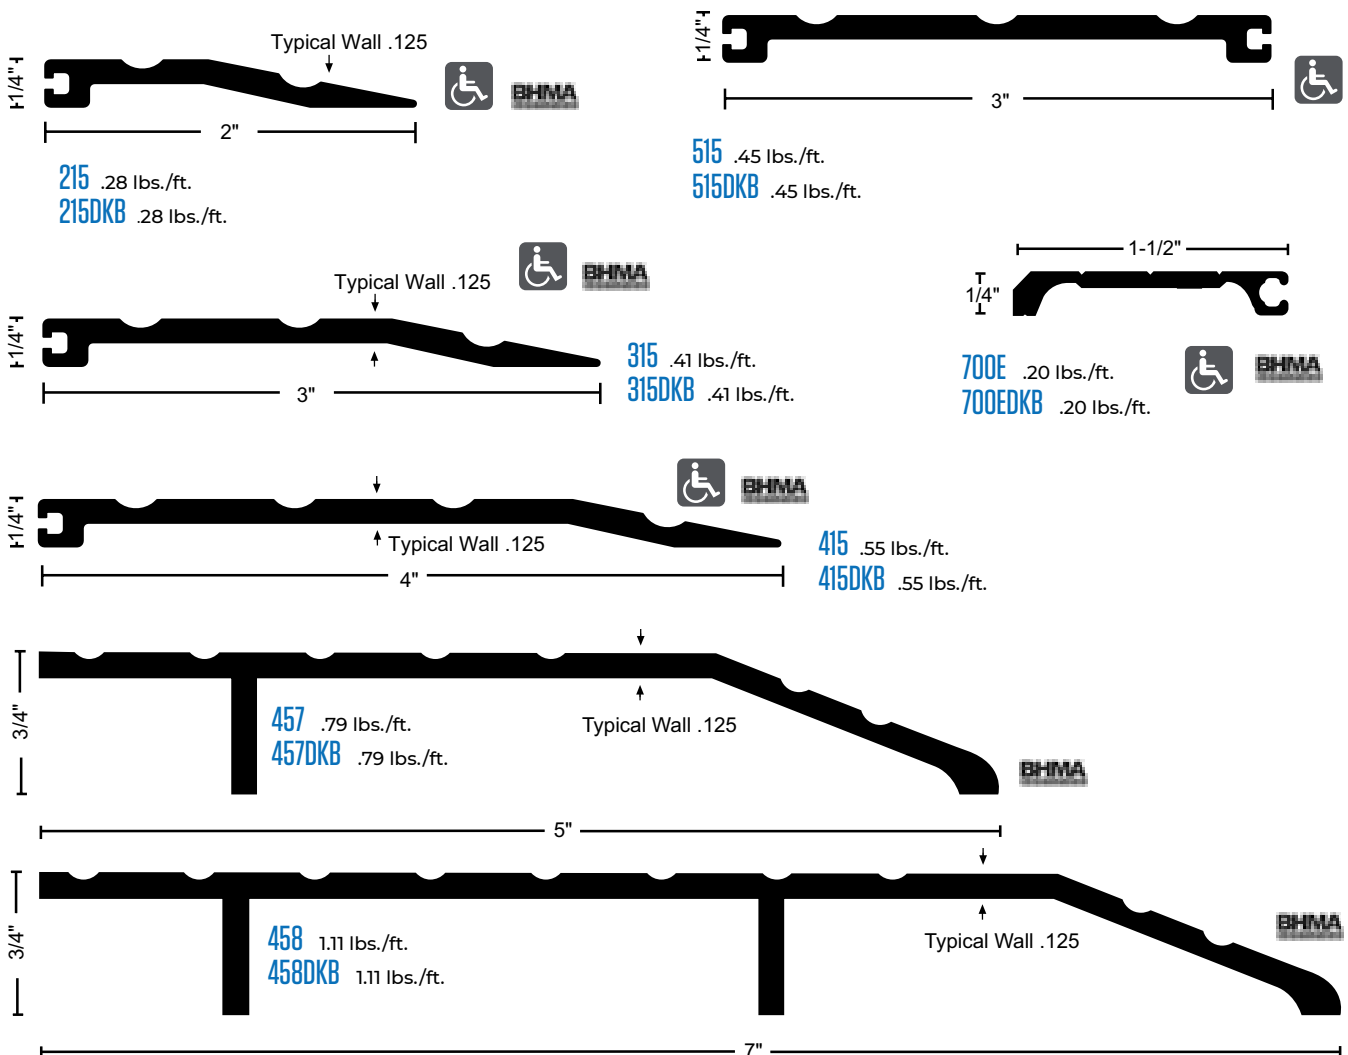 Typical Wall .125
1/4"
2"
BHMA
215 .28 lbs./ft.
215DKB .28 lbs./ft.
1/4"
3"
515 .45 lbs./ft.
515DKB .45 lbs./ft.
Typical Wall .125
BHMA
1/4"
3"
315 .41 lbs./ft.
315DKB .41 lbs./ft.
1-1/2"
1/4"
700E .20 lbs./ft.
700EDKB .20 lbs./ft.
BHMA
1/4"
Typical Wall .125
4"
BHMA
415 .55 lbs./ft.
415DKB .55 lbs./ft.
3/4"
457 .79 lbs./ft.
457DKB .79 lbs./ft.
Typical Wall .125
BHMA
5"
3/4"
458 1.11 lbs./ft.
458DKB 1.11 lbs./ft.
Typical Wall .125
BHMA
7"